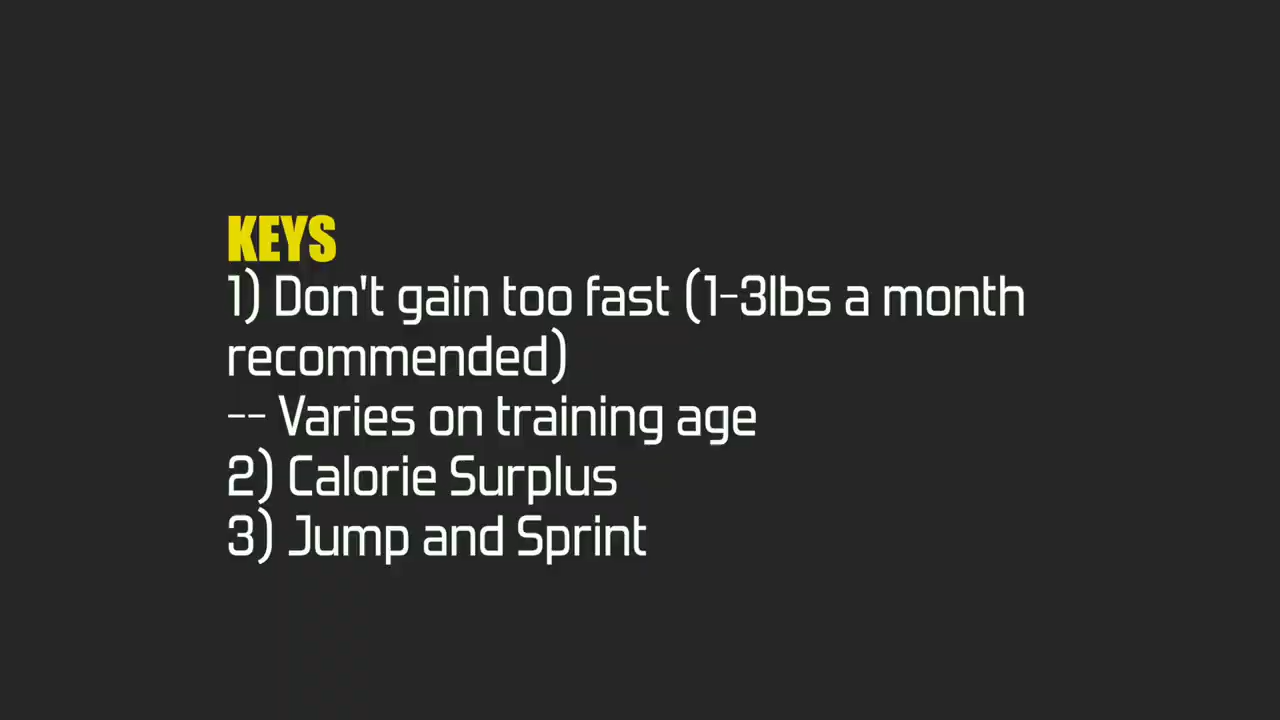 KEYS
1) Don't gain too fast (1-3lbs a month
recommended)
-- Varies on training age
2) Calorie Surplus
3) Jump and Sprint